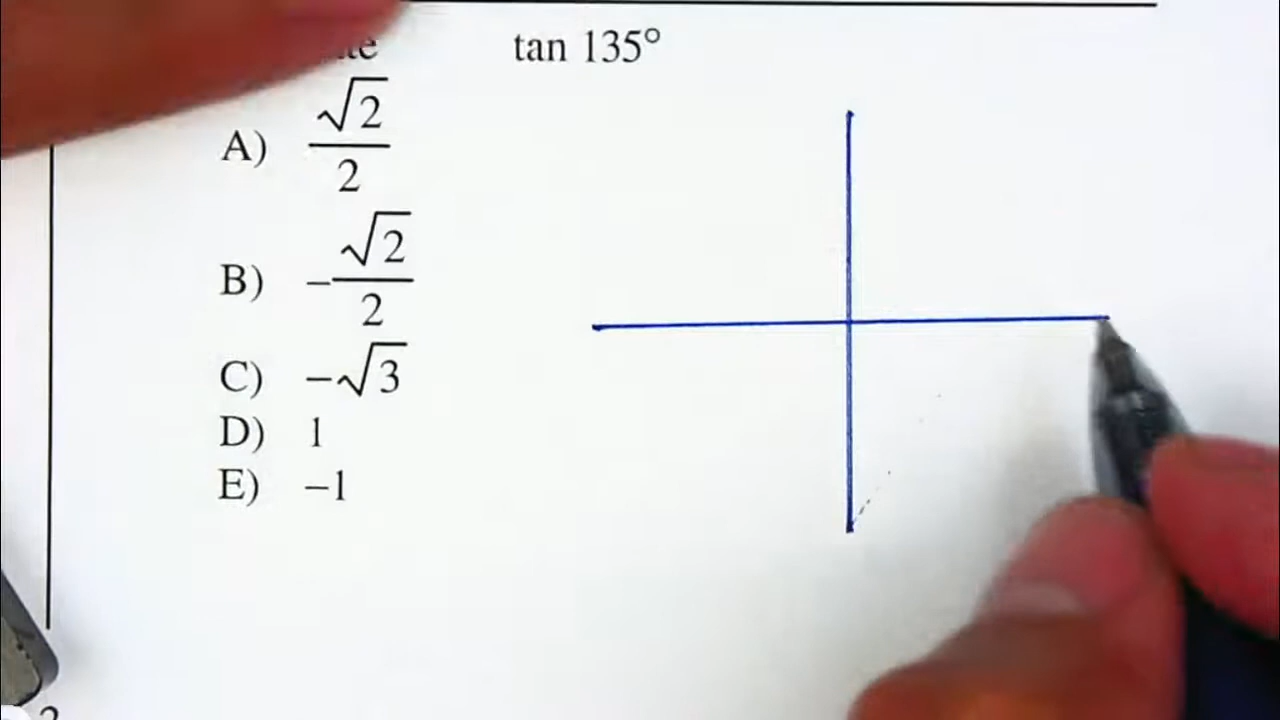 tan 135°
A) √2/2
B) -√2/2
C) -√3
D) 1
E) -1